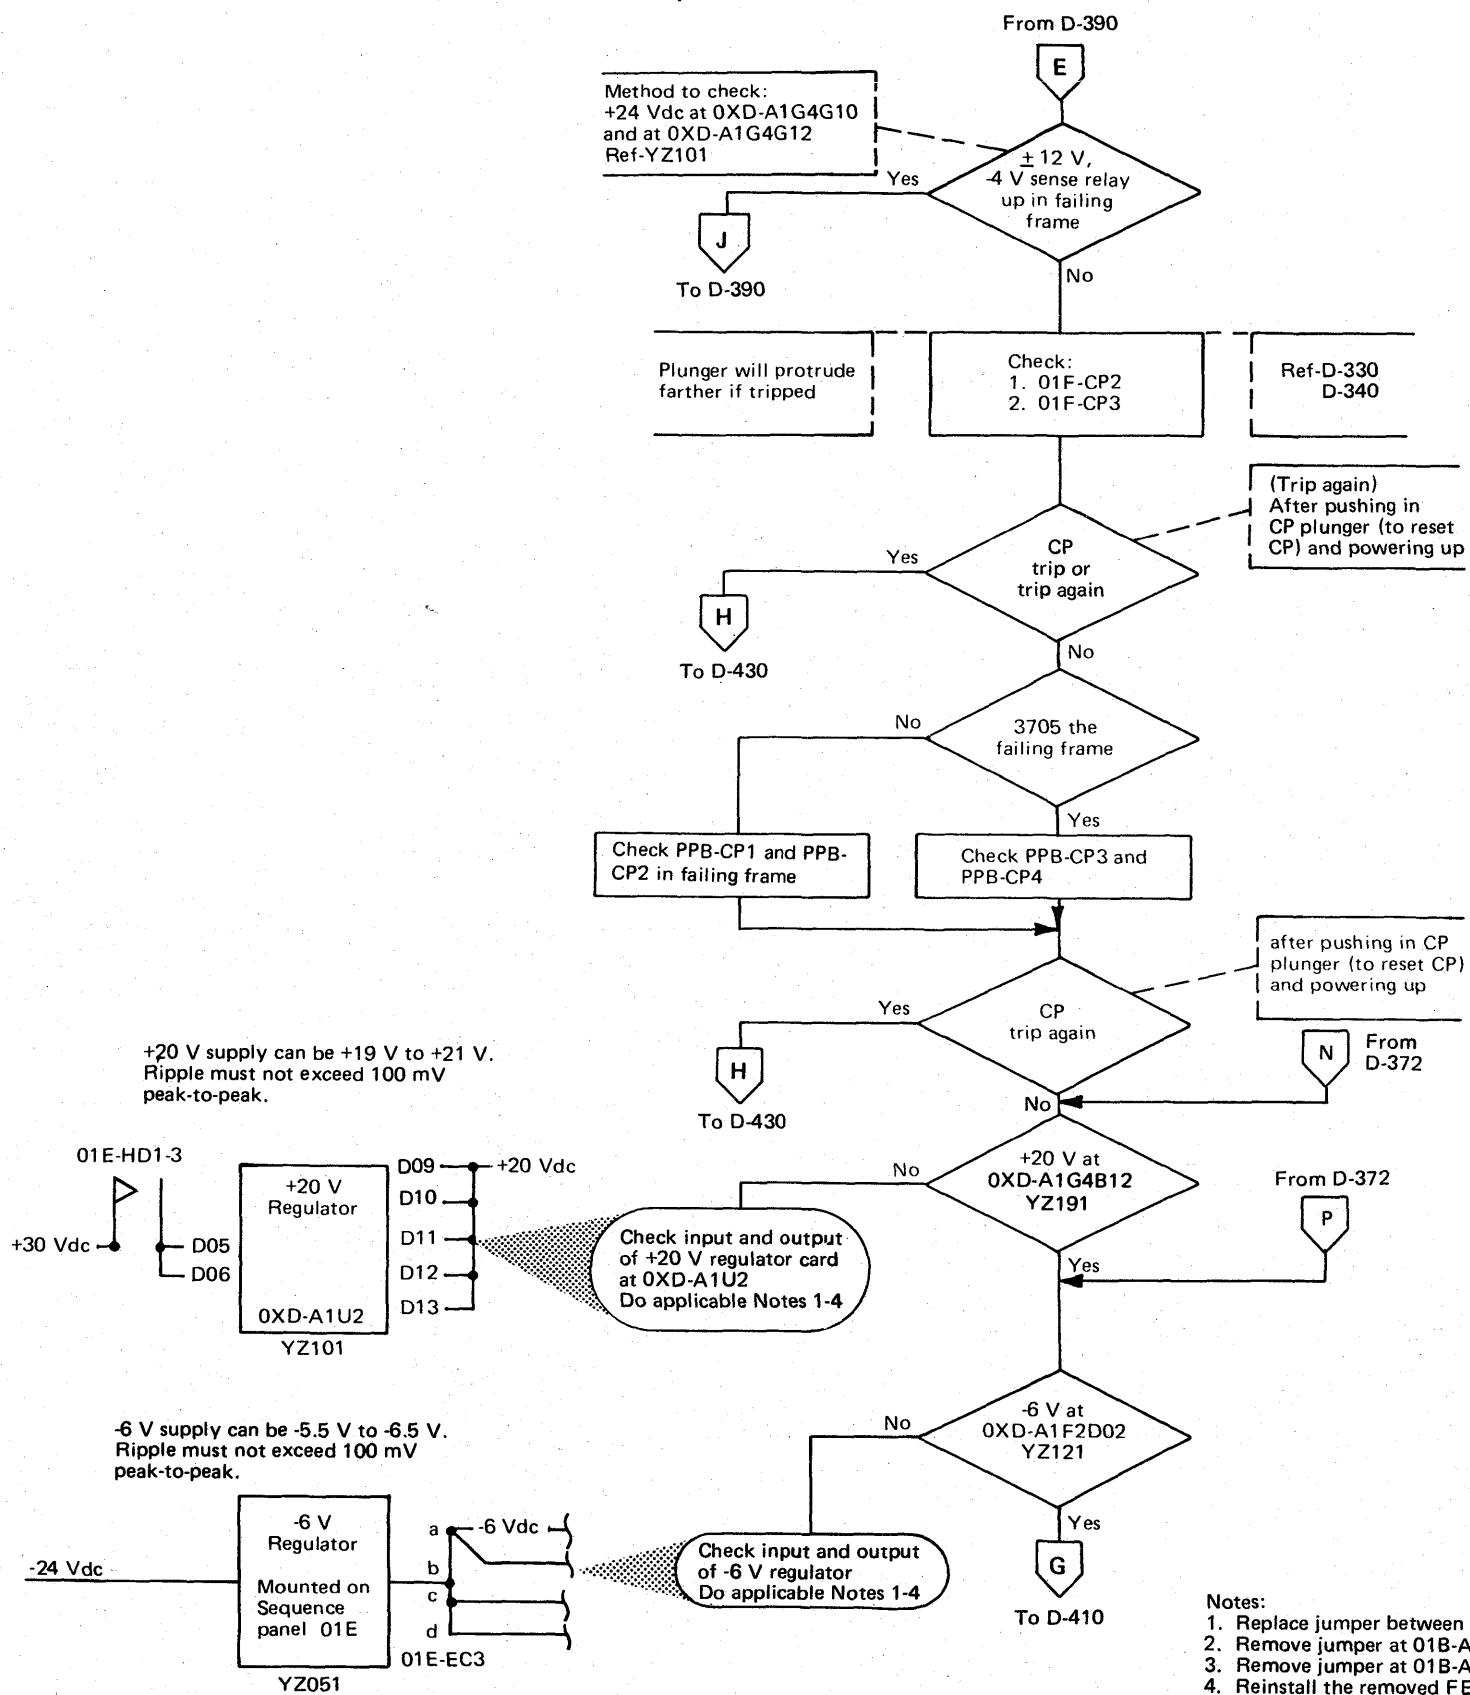 From D-390
E
Method to check:
+24 Vdc at 0XD-A1G4G10
and at 0XD-A1G4G12
Ref-YZ101
± 12 V,
-4 V sense relay
up in failing
frame
Yes
J
To D-390
No
Plunger will protrude
farther if tripped
Check:
1. 01F-CP2
2. 01F-CP3
Ref-D-330
D-340
(Trip again)
After pushing in
CP plunger (to reset
CP) and powering up
CP
trip or
trip again
Yes
H
To D-430
No
3705 the
failing frame
No
Yes
Check PPB-CP1 and PPB-
CP2 in failing frame
Check PPB-CP3 and
PPB-CP4
after pushing in CP
plunger (to reset CP)
and powering up
CP
trip again
Yes
H
To D-430
N
From
D-372
No
+20 V supply can be +19 V to +21 V.
Ripple must not exceed 100 mV
peak-to-peak.
01E-HD1-3
+30 Vdc
D05
D06
+20 V
Regulator
0XD-A1U2
YZ101
D09
+20 Vdc
D10
D11
D12
D13
Check input and output
of +20 V regulator card
at 0XD-A1U2
Do applicable Notes 1-4
No
+20 V at
0XD-A1G4B12
YZ191
From D-372
P
Yes
-6 V supply can be -5.5 V to -6.5 V.
Ripple must not exceed 100 mV
peak-to-peak.
-24 Vdc
-6 V
Regulator
Mounted on
Sequence
panel 01E
YZ051
a
-6 Vdc
b
c
d
01E-EC3
Check input and output
of -6 V regulator
Do applicable Notes 1-4
No
-6 V at
0XD-A1F2D02
YZ121
Yes
G
To D-410
Notes:
1. Replace jumper between
2. Remove jumper at 01B-A
3. Remove jumper at 01B-A
4. Reinstall the removed FE